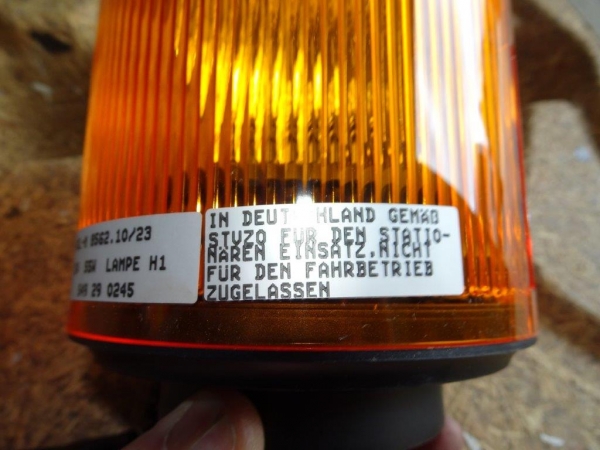 8562.10/23
55W LAMPE H1
29 0245
IN DEUTSCHLAND GEMÄß
STVZO FÜR DEN STATIO-
NÄREN EINSATZ,NICHT
FÜR DEN FAHRBETRIEB
ZUGELASSEN